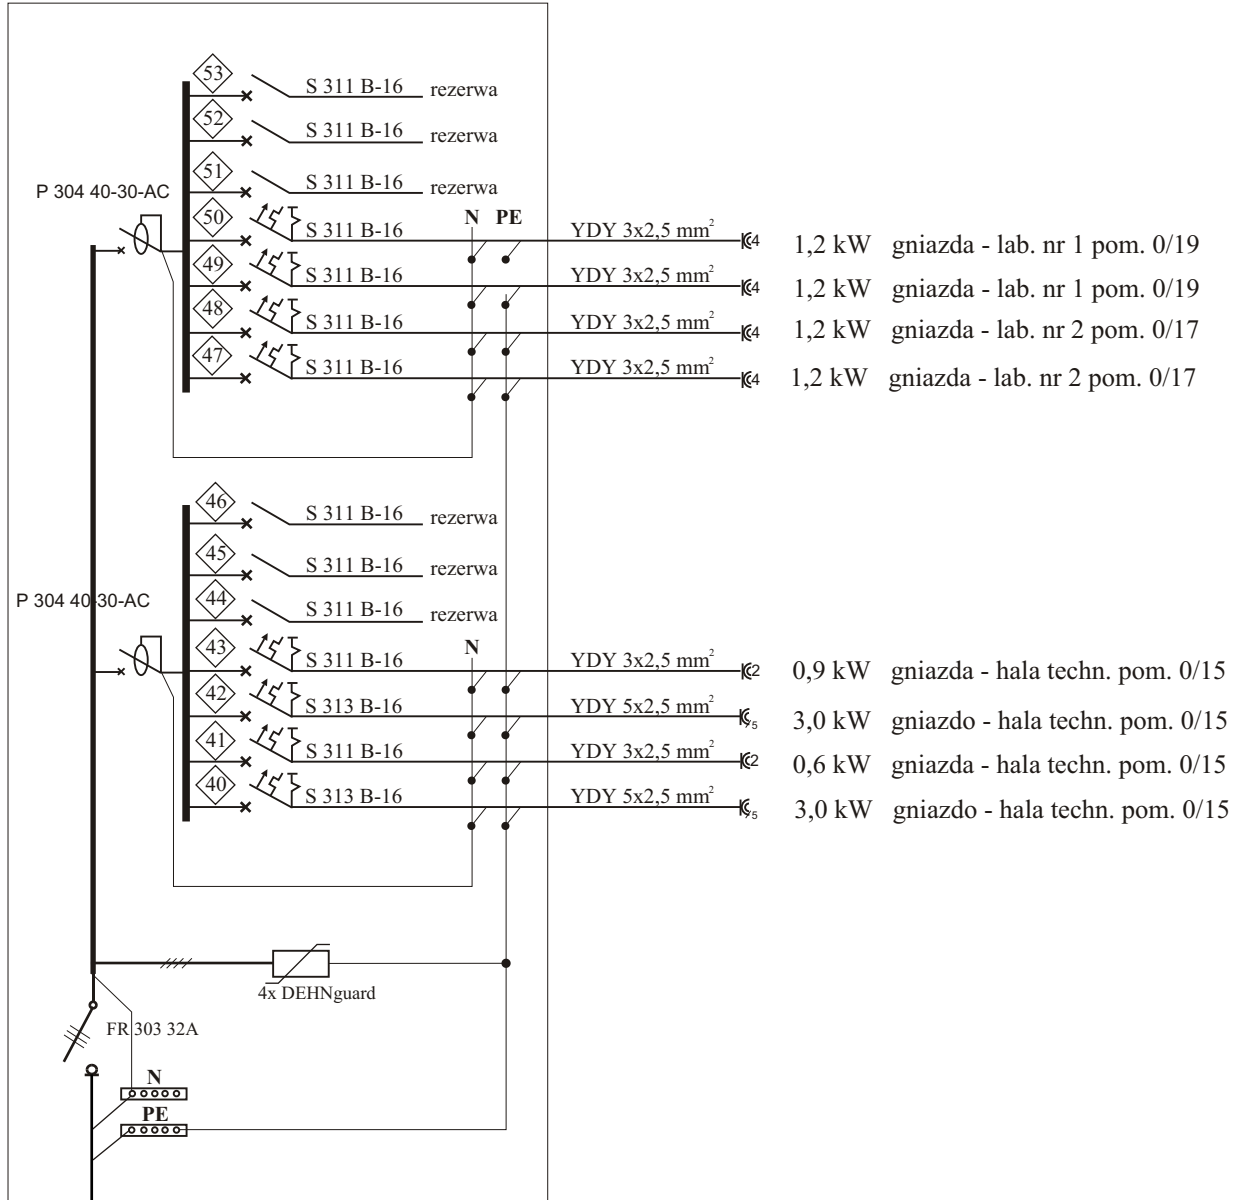 53 S 311 B-16 rezerwa
52 S 311 B-16 rezerwa
51 S 311 B-16 rezerwa
P 304 40-30-AC
N PE
50 S 311 B-16 YDY 3x2,5 mm² 4 1,2 kW gniazda - lab. nr 1 pom. 0/19
49 S 311 B-16 YDY 3x2,5 mm² 4 1,2 kW gniazda - lab. nr 1 pom. 0/19
48 S 311 B-16 YDY 3x2,5 mm² 4 1,2 kW gniazda - lab. nr 2 pom. 0/17
47 S 311 B-16 YDY 3x2,5 mm² 4 1,2 kW gniazda - lab. nr 2 pom. 0/17
46 S 311 B-16 rezerwa
45 S 311 B-16 rezerwa
44 S 311 B-16 rezerwa
P 304 40-30-AC
N
43 S 311 B-16 YDY 3x2,5 mm² 2 0,9 kW gniazda - hala techn. pom. 0/15
42 S 313 B-16 YDY 5x2,5 mm² 5 3,0 kW gniazdo - hala techn. pom. 0/15
41 S 311 B-16 YDY 3x2,5 mm² 2 0,6 kW gniazda - hala techn. pom. 0/15
40 S 313 B-16 YDY 5x2,5 mm² 5 3,0 kW gniazdo - hala techn. pom. 0/15
4x DEHNguard
FR 303 32A
N
PE